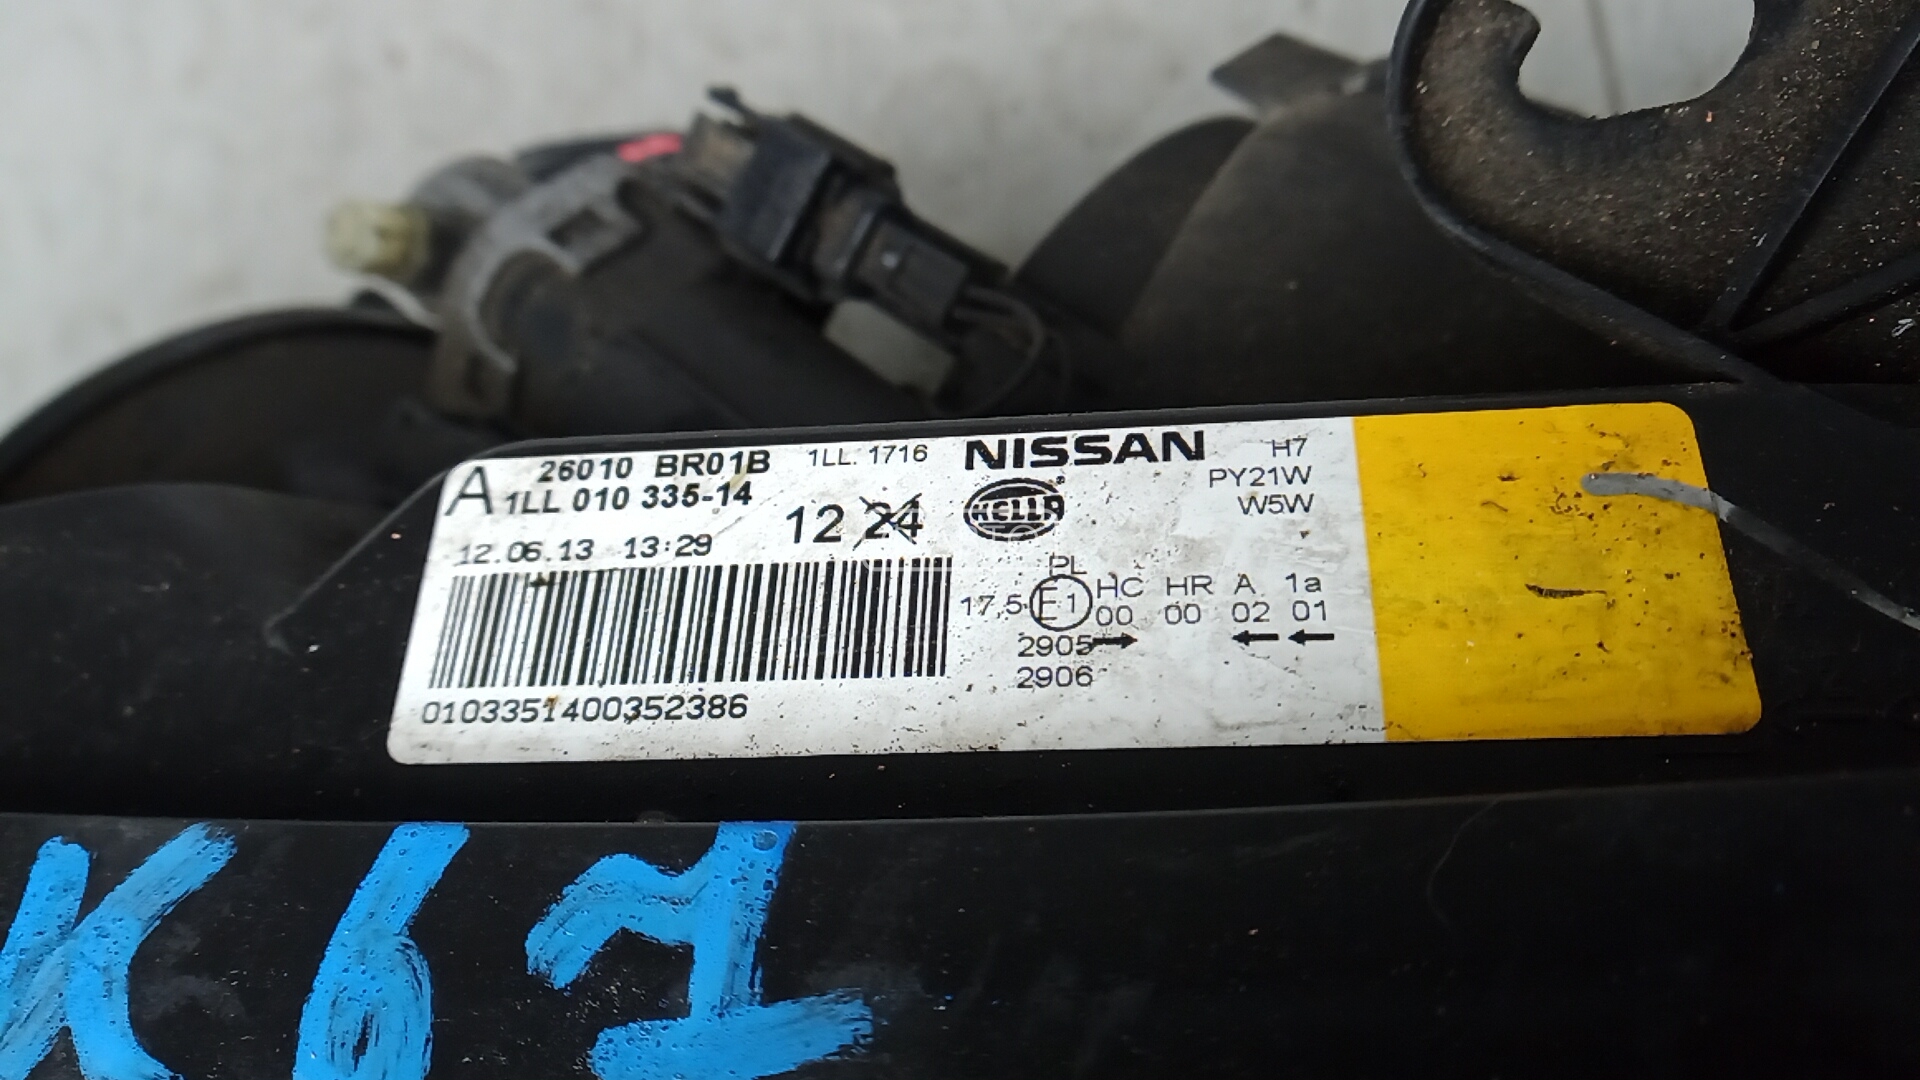 A 26010 BR01B
1LL 010 335-14
1LL. 1716
NISSAN
HELLA
H7
PY21W
W5W
12.06.13 13:29
12 24
PL
17,5 E1 HC HR A 1a
00 00 02 01
2905
2906
0103351400352386
K61